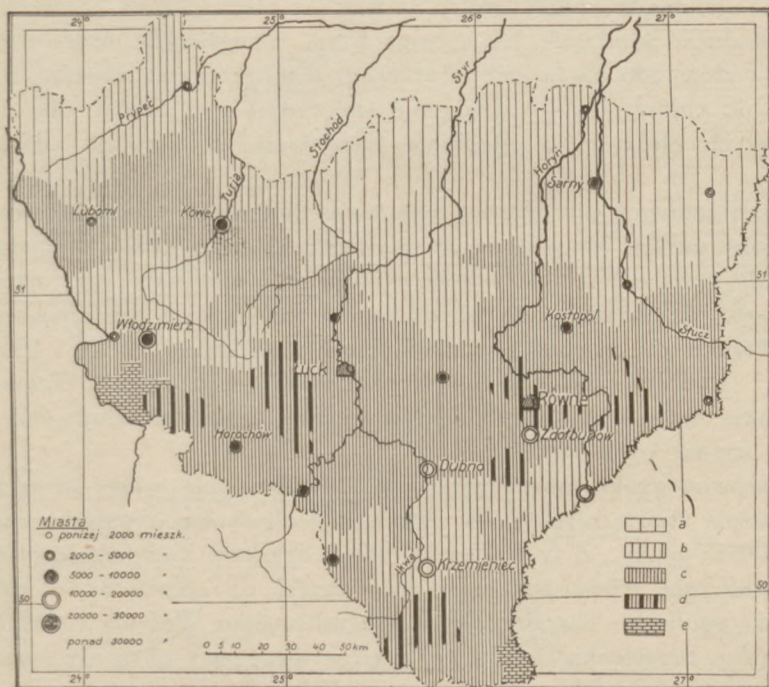 24° 25° 26° 27°
Prypeć
Stochód
Styr
Turja
Horyń
Sarny
Luboml
Kowel
51 51
Włodzimierz
Kostopol
Słucz
Łuck
Równe
Horochów
Zdołbunów
Dubno
Ikwa
Krzemieniec
Miasta
poniżej 2000 mieszk.
2000 - 5000 "
5000 - 10000 "
10000 - 20000 "
20000 - 30000 "
ponad 30000 "
a
b
c
d
e
50 50
0 5 10 20 30 40 50 km
24° 25° 27°